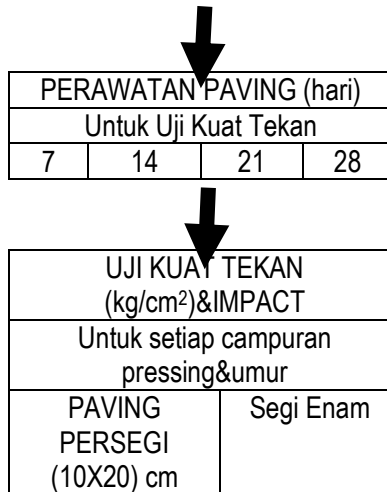 PERAWATAN PAVING (hari)
Untuk Uji Kuat Tekan
7 14 21 28
UJI KUAT TEKAN
(kg/cm²)&IMPACT
Untuk setiap campuran
pressing&umur
PAVING Segi Enam
PERSEGI
(10X20) cm